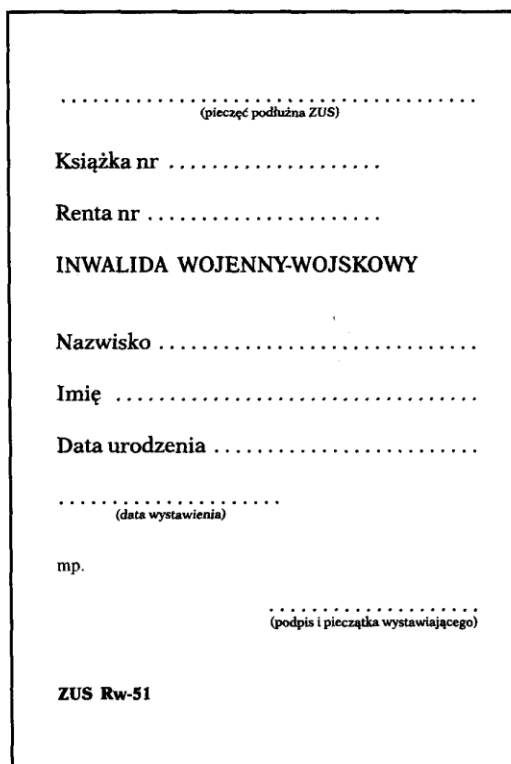 .......................................
(pieczęć podłużna ZUS)
Książka nr ....................
Renta nr ......................
INWALIDA WOJENNY-WOJSKOWY
Nazwisko ..............................
Imię ..................................
Data urodzenia .........................
.....................
(data wystawienia)
mp.
....................
(podpis i pieczątka wystawiającego)
ZUS Rw-51